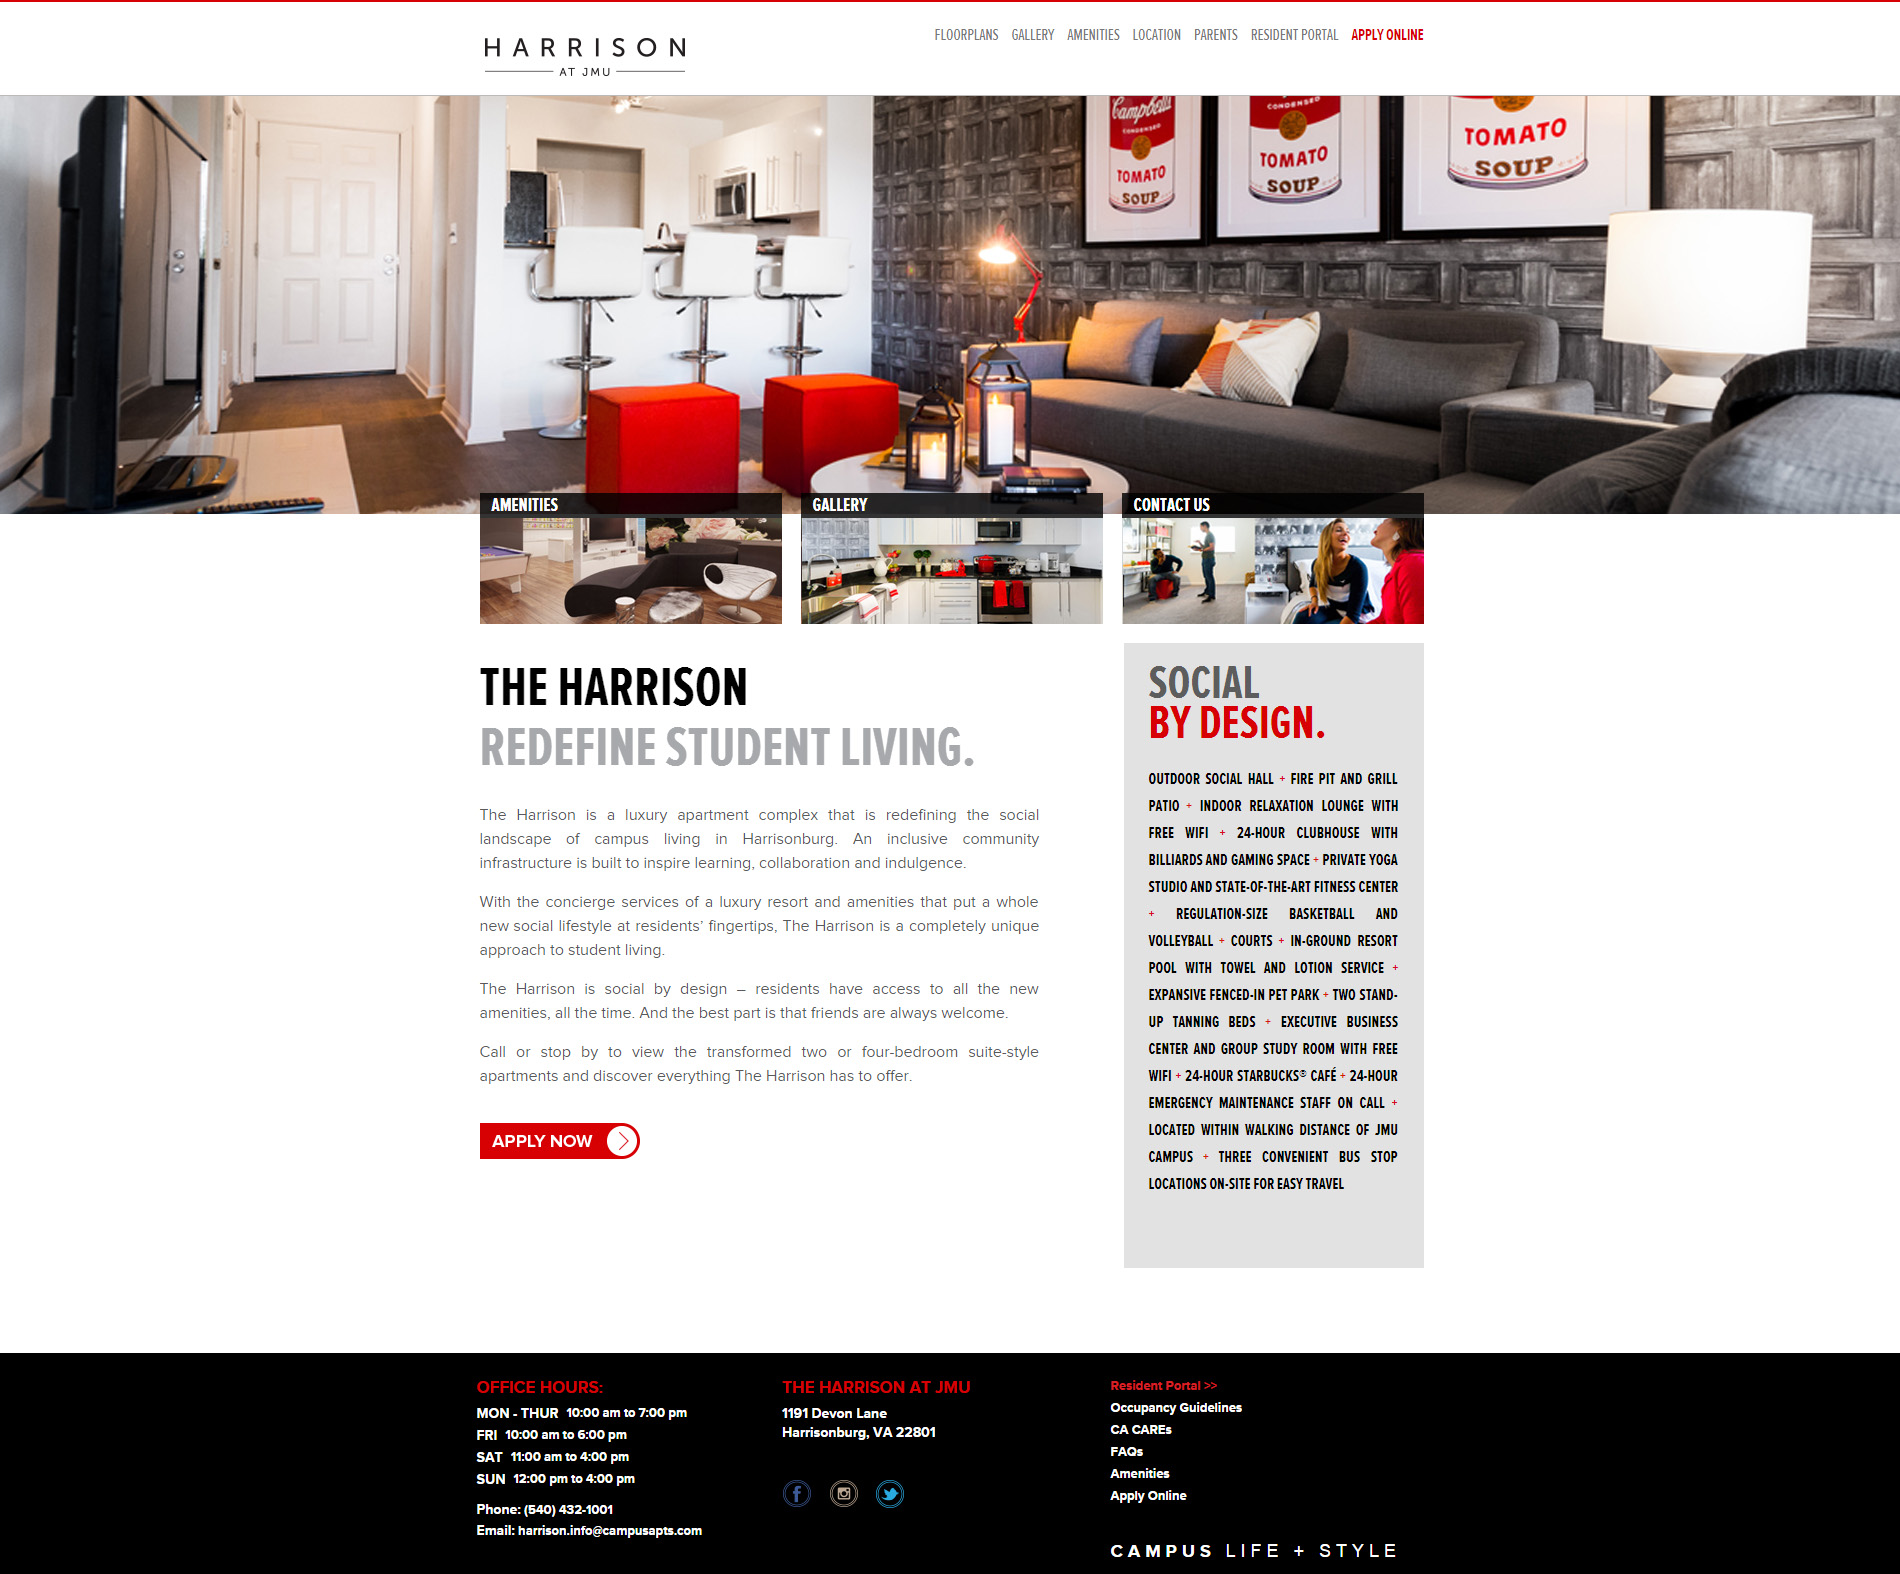 HARRISON
AT JMU
FLOORPLANS GALLERY AMENITIES LOCATION PARENTS RESIDENT PORTAL APPLY ONLINE
Campbell's
CONDENSED
TOMATO
SOUP
CONDENSED
TOMATO
SOUP
TOMATO
SOUP
AMENITIES
GALLERY
CONTACT US
THE HARRISON
REDEFINE STUDENT LIVING.
The Harrison is a luxury apartment complex that is redefining the social
landscape of campus living in Harrisonburg. An inclusive community
infrastructure is built to inspire learning, collaboration and indulgence.
With the concierge services of a luxury resort and amenities that put a whole
new social lifestyle at residents’ fingertips, The Harrison is a completely unique
approach to student living.
The Harrison is social by design – residents have access to all the new
amenities, all the time. And the best part is that friends are always welcome.
Call or stop by to view the transformed two or four-bedroom suite-style
apartments and discover everything The Harrison has to offer.
APPLY NOW
SOCIAL
BY DESIGN.
OUTDOOR SOCIAL HALL + FIRE PIT AND GRILL
PATIO + INDOOR RELAXATION LOUNGE WITH
FREE WIFI + 24-HOUR CLUBHOUSE WITH
BILLIARDS AND GAMING SPACE + PRIVATE YOGA
STUDIO AND STATE-OF-THE-ART FITNESS CENTER
+ REGULATION-SIZE BASKETBALL AND
VOLLEYBALL + COURTS + IN-GROUND RESORT
POOL WITH TOWEL AND LOTION SERVICE +
EXPANSIVE FENCED-IN PET PARK + TWO STAND-
UP TANNING BEDS + EXECUTIVE BUSINESS
CENTER AND GROUP STUDY ROOM WITH FREE
WIFI + 24-HOUR STARBUCKS® CAFÉ + 24-HOUR
EMERGENCY MAINTENANCE STAFF ON CALL +
LOCATED WITHIN WALKING DISTANCE OF JMU
CAMPUS + THREE CONVENIENT BUS STOP
LOCATIONS ON-SITE FOR EASY TRAVEL
OFFICE HOURS:
MON - THUR 10:00 am to 7:00 pm
FRI 10:00 am to 6:00 pm
SAT 11:00 am to 4:00 pm
SUN 12:00 pm to 4:00 pm
Phone: (540) 432-1001
Email: harrison.info@campusapts.com
THE HARRISON AT JMU
1191 Devon Lane
Harrisonburg, VA 22801
Resident Portal >>
Occupancy Guidelines
CA CAREs
FAQs
Amenities
Apply Online
CAMPUS LIFE + STYLE